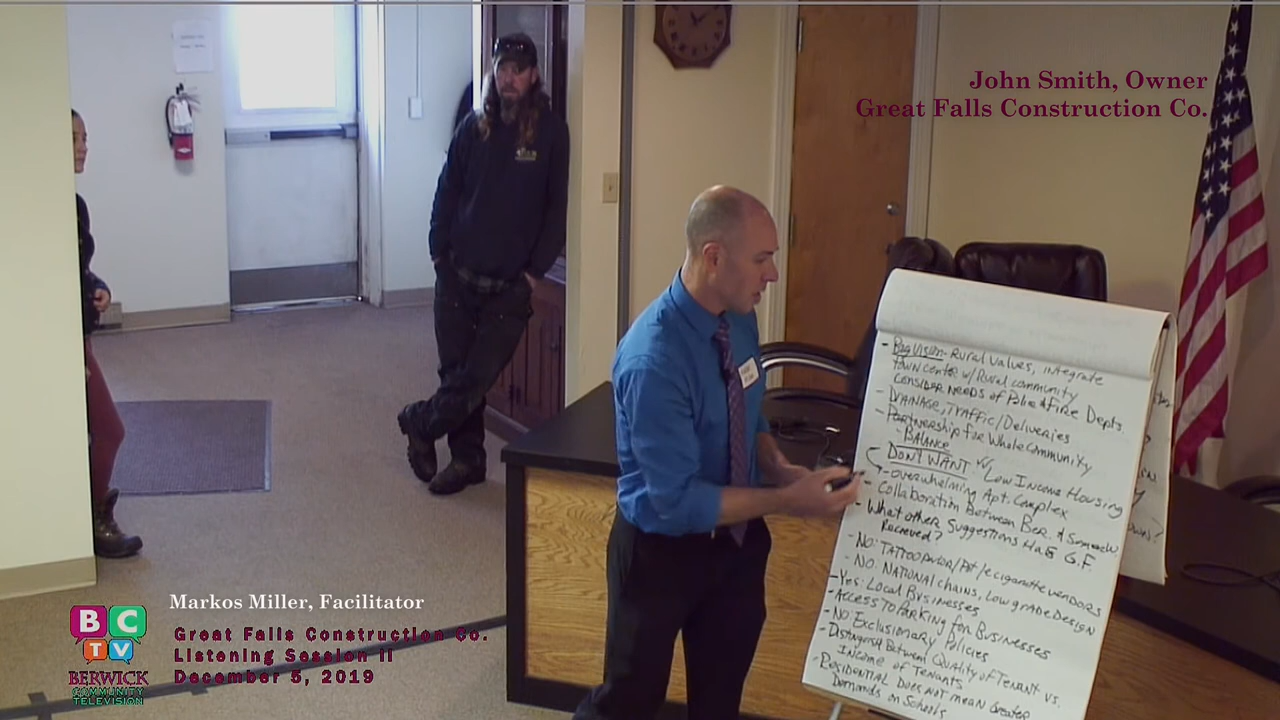 John Smith, Owner
Great Falls Construction Co.
- Big Vision - Rural Values, integrate
Town center w/ Rural community
Consider Needs of Police & Fire Depts.
- Drainage, Traffic/Deliveries
- Partnership for Whole Community
- BALANCE
DON'T WANT Low Income Housing
- overwhelming Apt. Complex
- Collaboration Between Ber. & Somersw
- What other Suggestions Has G.F.
Recieved?
- NO: TATTOO parlor/Pot/ecigarette vendors
- NO: NATIONAL chains, Low grade Design
- Yes: Local Businesses
- Access To Parking for Businesses
- NO: Exclusionary Policies
- Distinguish Between Quality of Tenant vs.
Income of Tenants
- Residential Does not mean Greater
Demands on Schools
Markos Miller, Facilitator
Great Falls Construction Co.
Listening Session II
December 5, 2019
BC
TV
BERWICK
COMMUNITY
TELEVISION